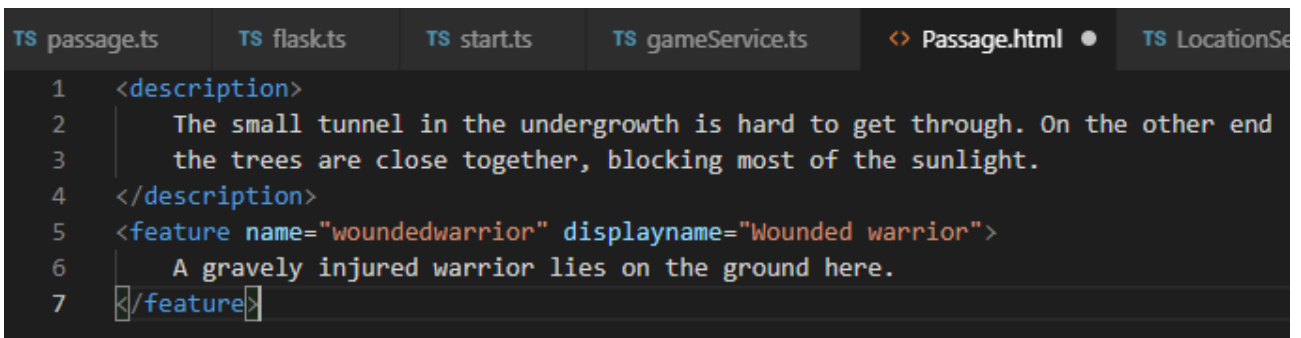 TS passage.ts TS flask.ts TS start.ts TS gameService.ts <> Passage.html ● TS LocationSe
1 <description>
2 The small tunnel in the undergrowth is hard to get through. On the other end
3 the trees are close together, blocking most of the sunlight.
4 </description>
5 <feature name="woundedwarrior" displayname="Wounded warrior">
6 A gravely injured warrior lies on the ground here.
7 </feature>